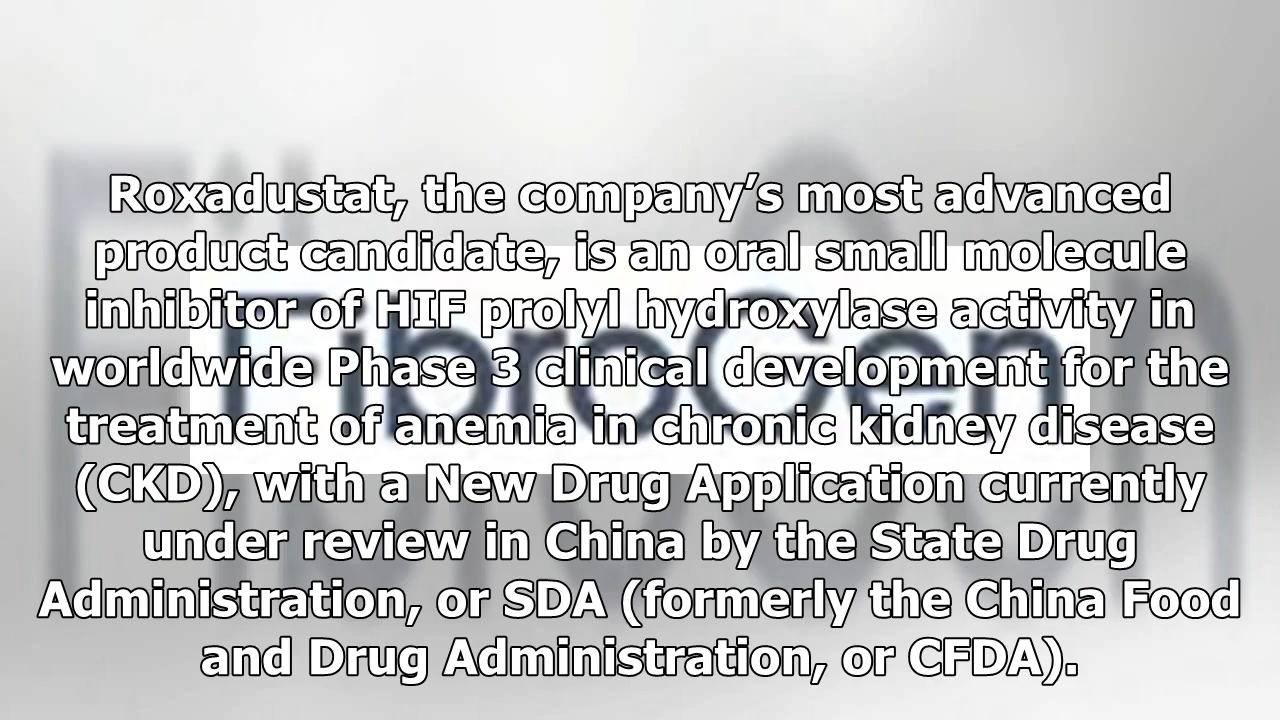 Roxadustat, the company’s most advanced
product candidate, is an oral small molecule
inhibitor of HIF prolyl hydroxylase activity in
worldwide Phase 3 clinical development for the
treatment of anemia in chronic kidney disease
(CKD), with a New Drug Application currently
under review in China by the State Drug
Administration, or SDA (formerly the China Food
and Drug Administration, or CFDA).
FibroGen